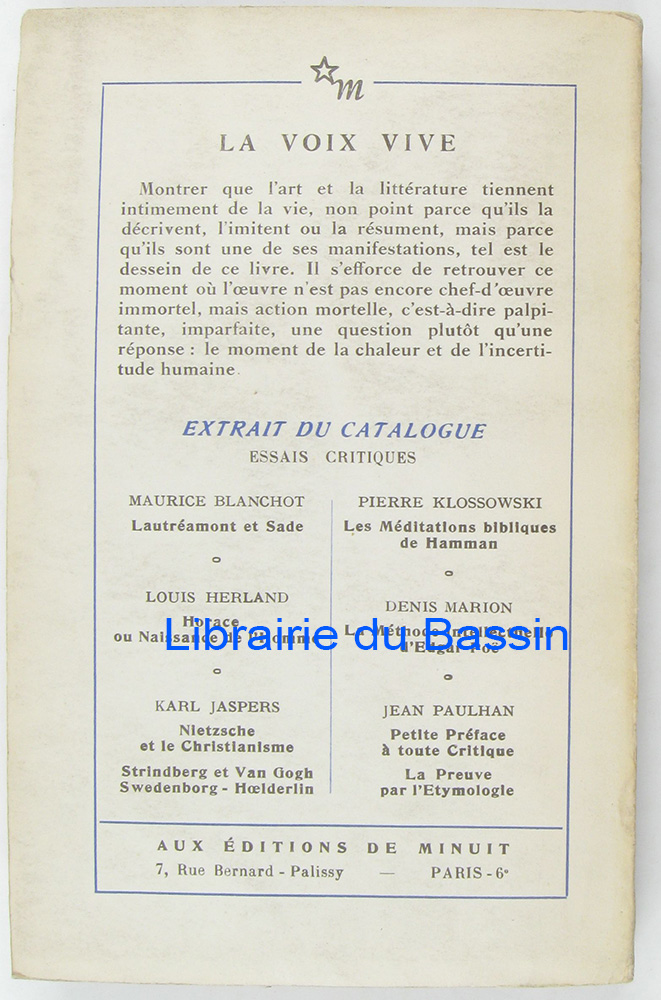 m
LA VOIX VIVE
Montrer que l'art et la littérature tiennent
intimement de la vie, non point parce qu'ils la
décrivent, l'imitent ou la résument, mais parce
qu'ils sont une de ses manifestations, tel est le
dessein de ce livre. Il s'efforce de retrouver ce
moment où l'œuvre n'est pas encore chef-d'œuvre
immortel, mais action mortelle, c'est-à-dire palpi-
tante, imparfaite, une question plutôt qu'une
réponse : le moment de la chaleur et de l'incerti-
tude humaine.
EXTRAIT DU CATALOGUE
ESSAIS CRITIQUES
MAURICE BLANCHOT
Lautréamont et Sade
LOUIS HERLAND
Horace
ou Naissance de l'Homme
KARL JASPERS
Nietzsche
et le Christianisme
Strindberg et Van Gogh
Swedenborg - Hœlderlin
PIERRE KLOSSOWSKI
Les Méditations bibliques
de Hamman
DENIS MARION
La Méthode Intellectuelle
d'Edgar Poë
JEAN PAULHAN
Petite Préface
à toute Critique
La Preuve
par l'Etymologie
Librairie du Bassin
AUX ÉDITIONS DE MINUIT
7, Rue Bernard - Palissy — PARIS - 6e